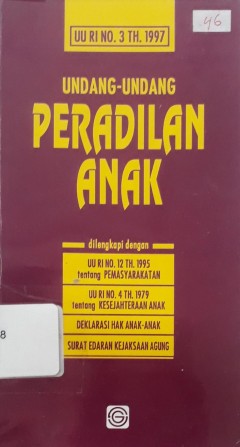 UU RI NO. 3 TH. 1997
46
UNDANG-UNDANG
PERADILAN
ANAK
dilengkapi dengan
UU RI NO. 12 TH. 1995
tentang PEMASYARAKATAN
UU RI NO. 4 TH. 1979
tentang KESEJAHTERAAN ANAK
DEKLARASI HAK ANAK-ANAK
SURAT EDARAN KEJAKSAAN AGUNG
8